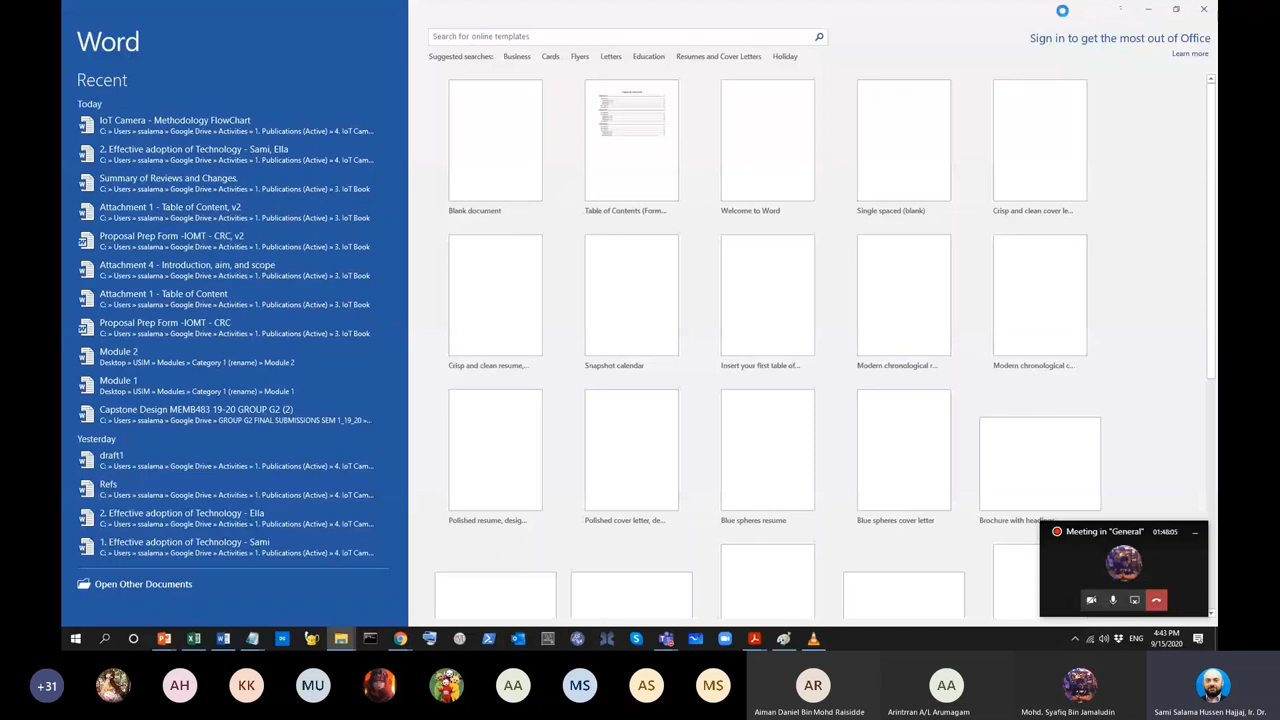 Word
Recent
Today
IoT Camera - Methodology FlowChart
C: » Users » ssalama » Google Drive » Activities » 1. Publications (Active) » 4. IoT Cam...
2. Effective adoption of Technology - Sami, Ella
C: » Users » ssalama » Google Drive » Activities » 1. Publications (Active) » 4. IoT Cam...
Summary of Reviews and Changes.
C: » Users » ssalama » Google Drive » Activities » 1. Publications (Active) » 3. IoT Book
Attachment 1 - Table of Content, v2
C: » Users » ssalama » Google Drive » Activities » 1. Publications (Active) » 3. IoT Book
Proposal Prep Form -IOMT - CRC, v2
C: » Users » ssalama » Google Drive » Activities » 1. Publications (Active) » 3. IoT Book
Attachment 4 - Introduction, aim, and scope
C: » Users » ssalama » Google Drive » Activities » 1. Publications (Active) » 3. IoT Book
Attachment 1 - Table of Content
C: » Users » ssalama » Google Drive » Activities » 1. Publications (Active) » 3. IoT Book
Proposal Prep Form -IOMT - CRC
C: » Users » ssalama » Google Drive » Activities » 1. Publications (Active) » 3. IoT Book
Module 2
Desktop » USIM » Modules » Category 1 (rename) » Module 2
Module 1
Desktop » USIM » Modules » Category 1 (rename) » Module 1
Capstone Design MEMB483 19-20 GROUP G2 (2)
C: » Users » ssalama » Google Drive » GROUP G2 FINAL SUBMISSIONS SEM 1_19_20 »...
Yesterday
draft1
C: » Users » ssalama » Google Drive » Activities » 1. Publications (Active) » 4. IoT Cam...
Refs
C: » Users » ssalama » Google Drive » Activities » 1. Publications (Active) » 4. IoT Cam...
2. Effective adoption of Technology - Ella
C: » Users » ssalama » Google Drive » Activities » 1. Publications (Active) » 4. IoT Cam...
1. Effective adoption of Technology - Sami
C: » Users » ssalama » Google Drive » Activities » 1. Publications (Active) » 4. IoT Cam...
Open Other Documents
Search for online templates
Sign in to get the most out of Office
Learn more
Suggested searches: Business Cards Flyers Letters Education Resumes and Cover Letters Holiday
Blank document Table of Contents (Form... Welcome to Word Single spaced (blank) Crisp and clean cover le...
Crisp and clean resume,... Snapshot calendar Insert your first table of... Modern chronological r... Modern chronological c...
Polished resume, desig... Polished cover letter, de... Blue spheres resume Blue spheres cover letter Brochure with headings
Meeting in "General" 01:48:05
ENG
4:43 PM
9/15/2020
+31 AH KK MU AA MS AS MS AR AA
Aiman Daniel Bin Mohd Raisidde Arintrran A/L Arumagam Mohd. Syafiq Bin Jamaludin Sami Salama Hussen Hajjaj, Ir. Dr.